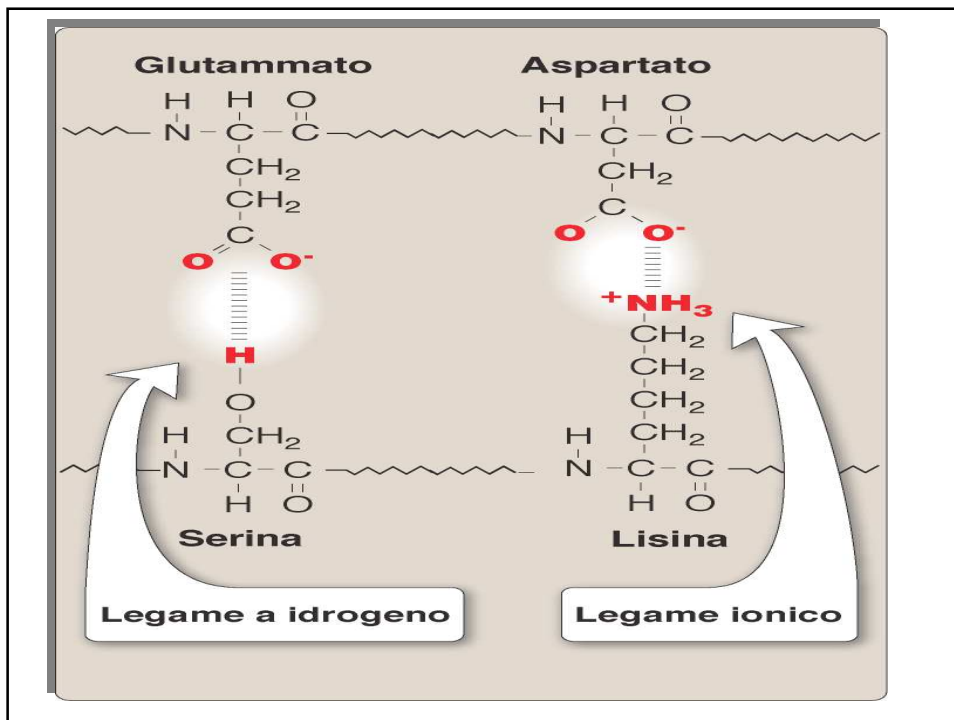 Glutammato
Aspartato
H H O
N C C
CH2
CH2
C
O O-
H
O
H CH2
N C C
H O
Serina
H H O
N C C
CH2
C
O O-
+NH3
CH2
CH2
CH2
H CH2
N C C
H O
Lisina
Legame a idrogeno
Legame ionico